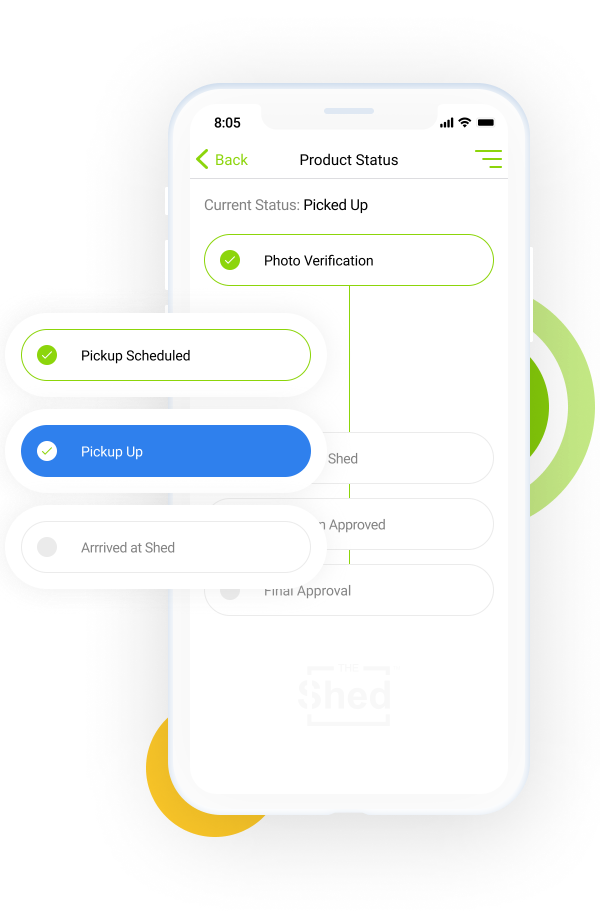 8:05
Back
Product Status
Current Status: Picked Up
Photo Verification
Pickup Scheduled
Pickup Up
Arrrived at Shed
Shed
Approved
Final Approval
THE
Shed